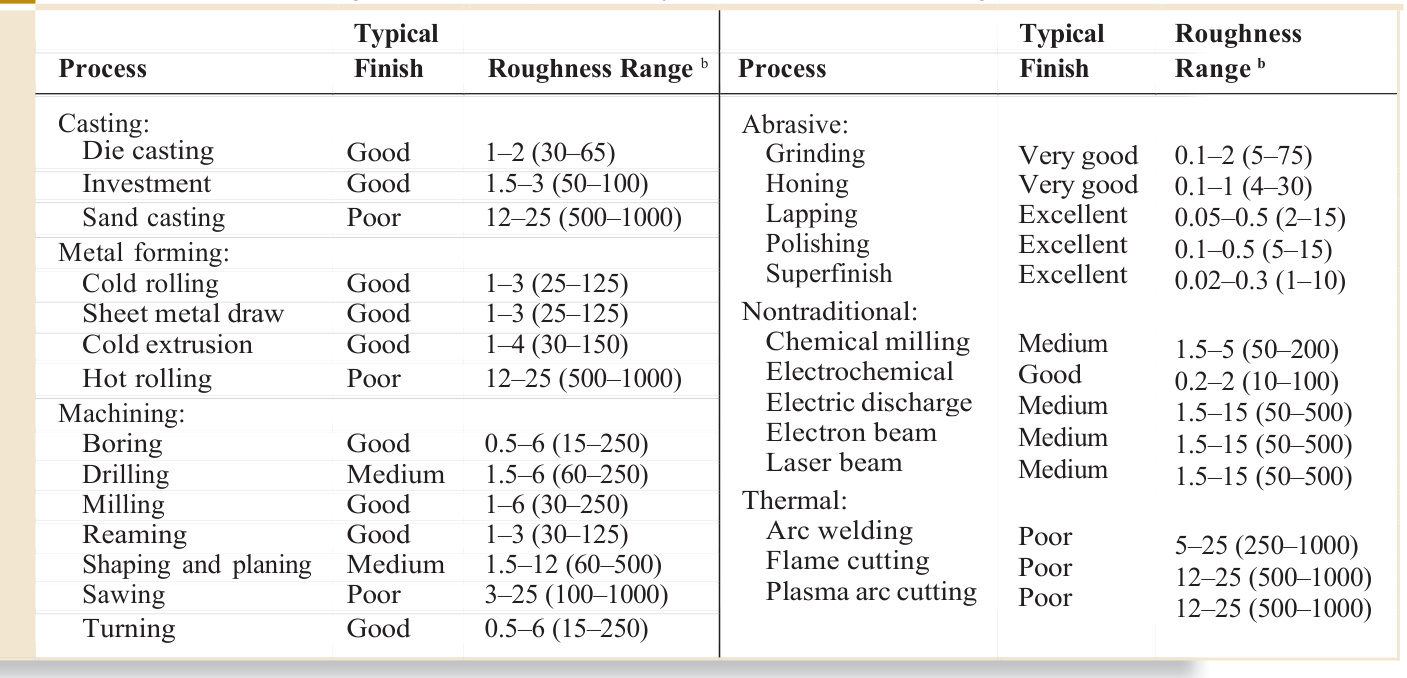 Typical
Process Finish Roughness Range b
Casting:
Die casting Good 1–2 (30–65)
Investment Good 1.5–3 (50–100)
Sand casting Poor 12–25 (500–1000)
Metal forming:
Cold rolling Good 1–3 (25–125)
Sheet metal draw Good 1–3 (25–125)
Cold extrusion Good 1–4 (30–150)
Hot rolling Poor 12–25 (500–1000)
Machining:
Boring Good 0.5–6 (15–250)
Drilling Medium 1.5–6 (60–250)
Milling Good 1–6 (30–250)
Reaming Good 1–3 (30–125)
Shaping and planing Medium 1.5–12 (60–500)
Sawing Poor 3–25 (100–1000)
Turning Good 0.5–6 (15–250)
Typical Roughness
Process Finish Range b
Abrasive:
Grinding Very good 0.1–2 (5–75)
Honing Very good 0.1–1 (4–30)
Lapping Excellent 0.05–0.5 (2–15)
Polishing Excellent 0.1–0.5 (5–15)
Superfinish Excellent 0.02–0.3 (1–10)
Nontraditional:
Chemical milling Medium 1.5–5 (50–200)
Electrochemical Good 0.2–2 (10–100)
Electric discharge Medium 1.5–15 (50–500)
Electron beam Medium 1.5–15 (50–500)
Laser beam Medium 1.5–15 (50–500)
Thermal:
Arc welding Poor 5–25 (250–1000)
Flame cutting Poor 12–25 (500–1000)
Plasma arc cutting Poor 12–25 (500–1000)